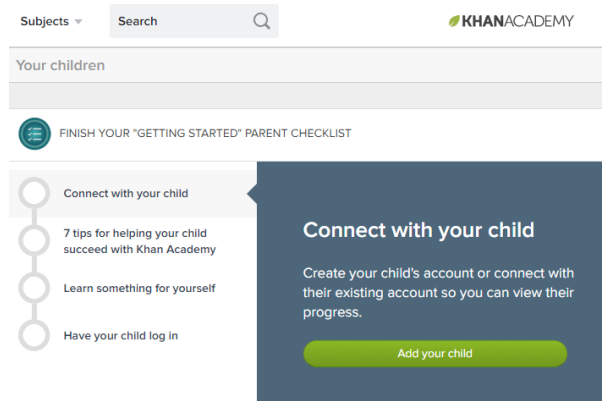 Subjects Search KHANACADEMY
Your children
FINISH YOUR "GETTING STARTED" PARENT CHECKLIST
Connect with your child
7 tips for helping your child
succeed with Khan Academy
Learn something for yourself
Have your child log in
Connect with your child
Create your child's account or connect with
their existing account so you can view their
progress.
Add your child